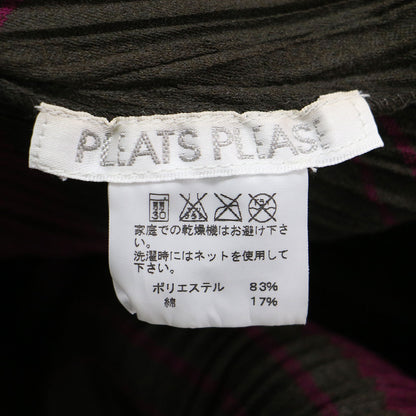 PLEATS PLEASE
30
家庭での乾燥機はお避け下さ
い。
洗濯時にはネットを使用して
下さい。
ポリエステル 83%
綿 17%